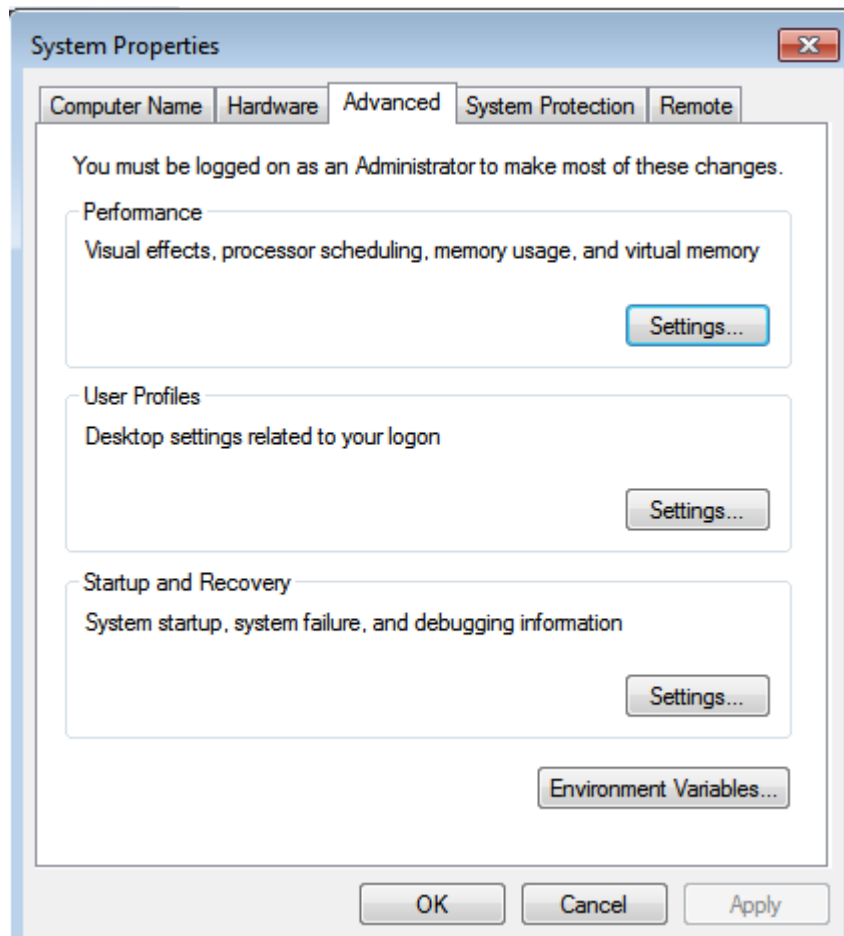 System Properties
Computer Name
Hardware
Advanced
System Protection
Remote
You must be logged on as an Administrator to make most of these changes.
Performance
Visual effects, processor scheduling, memory usage, and virtual memory
Settings...
User Profiles
Desktop settings related to your logon
Settings...
Startup and Recovery
System startup, system failure, and debugging information
Settings...
Environment Variables...
OK
Cancel
Apply